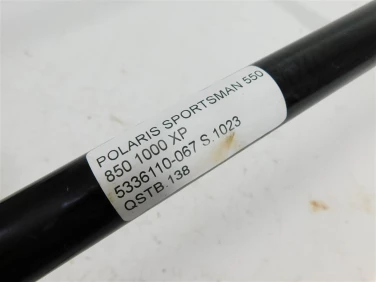 POLARIS SPORTSMAN 550
850 1000 XP
5336110-067 S.1023
QSTB.138